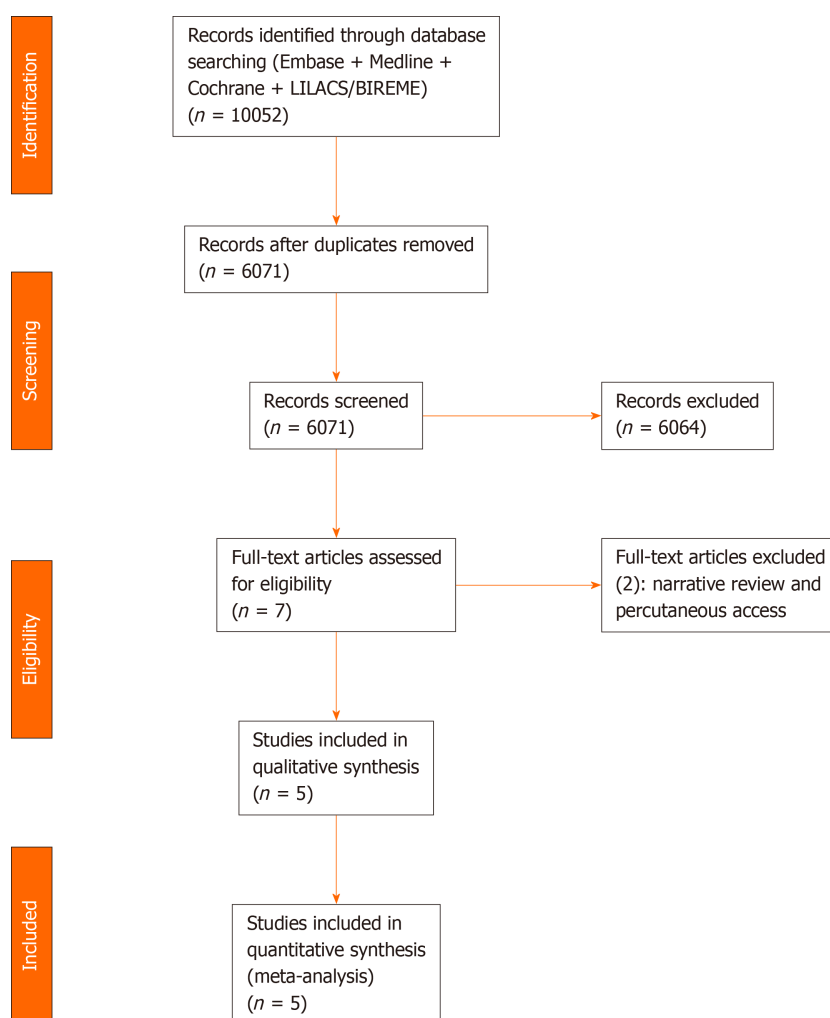 Identification
Records identified through database
searching (Embase + Medline +
Cochrane + LILACS/BIREME)
(n = 10052)
Records after duplicates removed
(n = 6071)
Screening
Records screened
(n = 6071)
Records excluded
(n = 6064)
Eligibility
Full-text articles assessed
for eligibility
(n = 7)
Full-text articles excluded
(2): narrative review and
percutaneous access
Studies included in
qualitative synthesis
(n = 5)
Included
Studies included in
quantitative synthesis
(meta-analysis)
(n = 5)